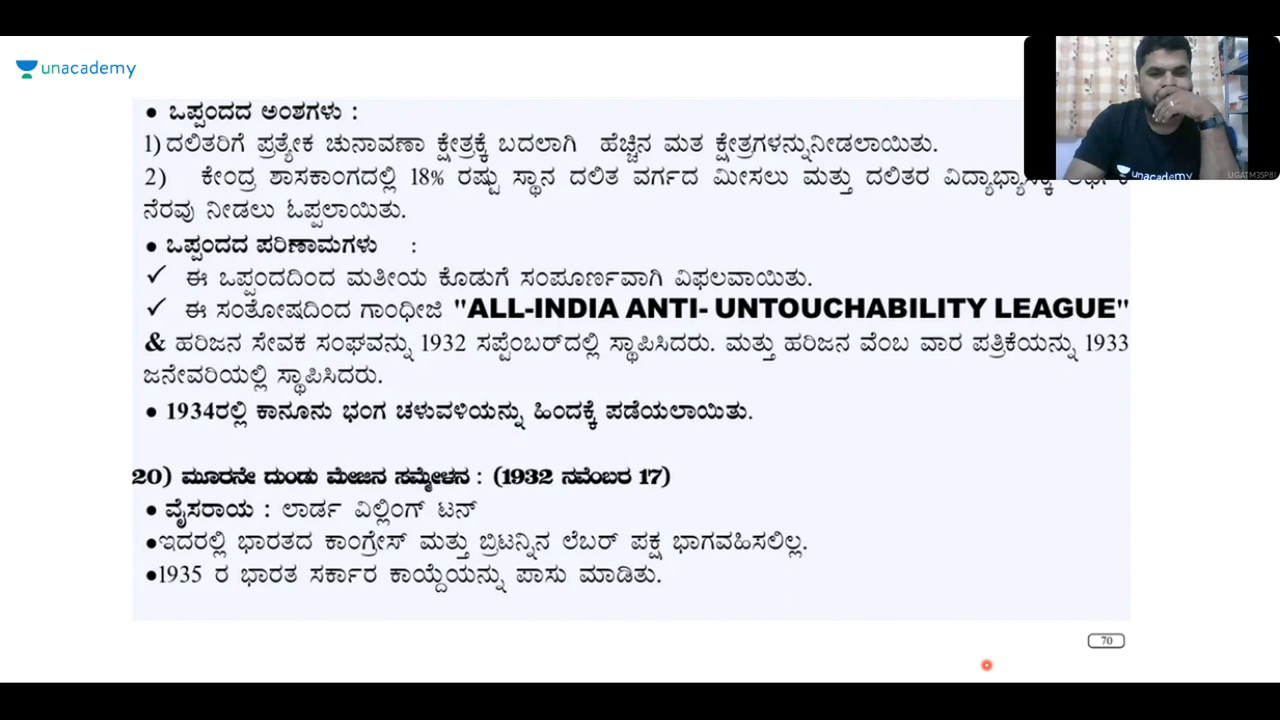 unacademy
• ಒಪ್ಪಂದದ ಅಂಶಗಳು :
1) ದಲಿತರಿಗೆ ಪ್ರತ್ಯೇಕ ಚುನಾವಣಾ ಕ್ಷೇತ್ರಕ್ಕೆ ಬದಲಾಗಿ ಹೆಚ್ಚಿನ ಮತ ಕ್ಷೇತ್ರಗಳನ್ನುನೀಡಲಾಯಿತು.
2) ಕೇಂದ್ರ ಶಾಸಕಾಂಗದಲ್ಲಿ 18% ರಷ್ಟು ಸ್ಥಾನ ದಲಿತ ವರ್ಗದ ಮೀಸಲು ಮತ್ತು ದಲಿತರ
ನೆರವು ನೀಡಲು ಓಪ್ಪಲಾಯಿತು.
• ಒಪ್ಪಂದದ ಪರಿಣಾಮಗಳು :
✓ ಈ ಒಪ್ಪಂದದಿಂದ ಮತೀಯ ಕೊಡುಗೆ ಸಂಪೂರ್ಣವಾಗಿ ವಿಫಲವಾಯಿತು.
✓ ಈ ಸಂತೋಷದಿಂದ ಗಾಂಧೀಜಿ "ALL-INDIA ANTI- UNTOUCHABILITY LEAGUE"
& ಹರಿಜನ ಸೇವಕ ಸಂಘವನ್ನು 1932 ಸಪ್ಟೆಂಬರ್‌ದಲ್ಲಿ ಸ್ಥಾಪಿಸಿದರು. ಮತ್ತು ಹರಿಜನ ವೆಂಬ ವಾರ ಪತ್ರಿಕೆಯನ್ನು 1933
ಜನೇವರಿಯಲ್ಲಿ ಸ್ಥಾಪಿಸಿದರು.
• 1934ರಲ್ಲಿ ಕಾನೂನು ಭಂಗ ಚಳುವಳಿಯನ್ನು ಹಿಂದಕ್ಕೆ ಪಡೆಯಲಾಯಿತು.
20) ಮೂರನೇ ದುಂಡು ಮೇಜಿನ ಸಮ್ಮೇಳನ : (1932 ನವೆಂಬರ 17)
• ವೈಸರಾಯ : ಲಾರ್ಡ ವಿಲ್ಲಿಂಗ್ ಟನ್
•ಇದರಲ್ಲಿ ಭಾರತದ ಕಾಂಗ್ರೇಸ್ ಮತ್ತು ಬ್ರಿಟನ್ನಿನ ಲೆಬರ್ ಪಕ್ಷ ಭಾಗವಹಿಸಲಿಲ್ಲ.
•1935 ರ ಭಾರತ ಸರ್ಕಾರ ಕಾಯ್ದೆಯನ್ನು ಪಾಸು ಮಾಡಿತು.
70
unacademy